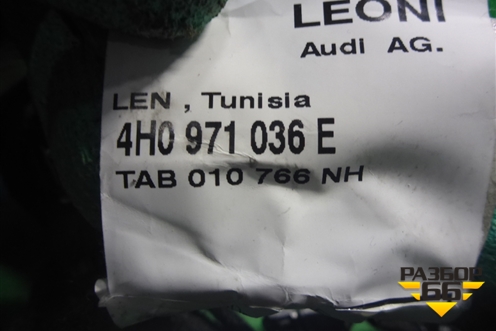 LEONI
Audi AG.
LEN , Tunisia
4H0 971 036 E
TAB 010 766 NH
РАЗБОР
66